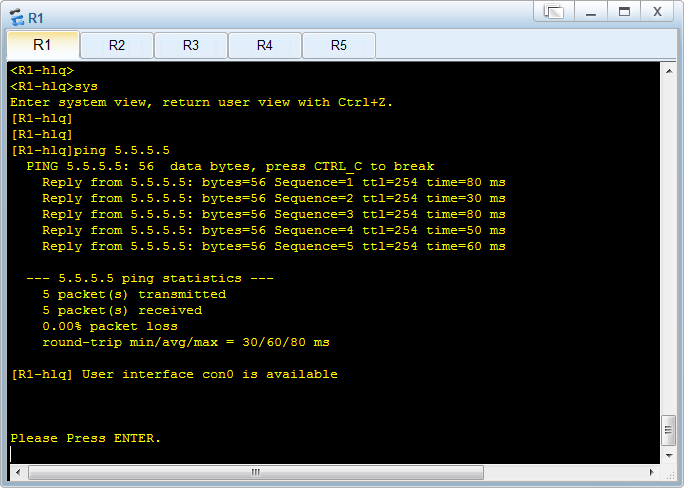 R1
R1 R2 R3 R4 R5
<R1-hlq>
<R1-hlq>sys
Enter system view, return user view with Ctrl+Z.
[R1-hlq]
[R1-hlq]
[R1-hlq]ping 5.5.5.5
  PING 5.5.5.5: 56  data bytes, press CTRL_C to break
    Reply from 5.5.5.5: bytes=56 Sequence=1 ttl=254 time=80 ms
    Reply from 5.5.5.5: bytes=56 Sequence=2 ttl=254 time=30 ms
    Reply from 5.5.5.5: bytes=56 Sequence=3 ttl=254 time=80 ms
    Reply from 5.5.5.5: bytes=56 Sequence=4 ttl=254 time=50 ms
    Reply from 5.5.5.5: bytes=56 Sequence=5 ttl=254 time=60 ms
  --- 5.5.5.5 ping statistics ---
    5 packet(s) transmitted
    5 packet(s) received
    0.00% packet loss
    round-trip min/avg/max = 30/60/80 ms
[R1-hlq] User interface con0 is available
Please Press ENTER.